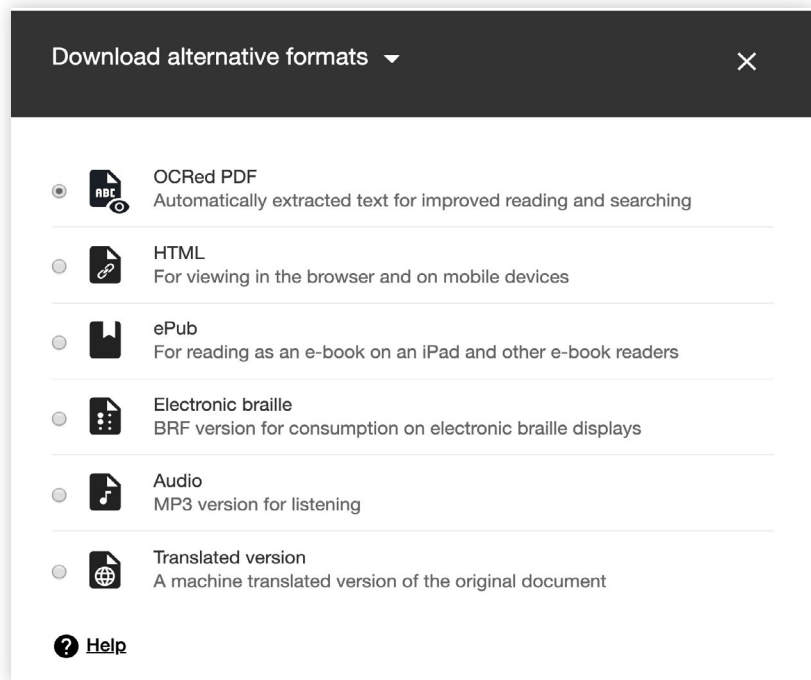 Download alternative formats
OCRed PDF
ABC
Automatically extracted text for improved reading and searching
HTML
For viewing in the browser and on mobile devices
ePub
For reading as an e-book on an iPad and other e-book readers
Electronic braille
BRF version for consumption on electronic braille displays
Audio
MP3 version for listening
Translated version
A machine translated version of the original document
? Help